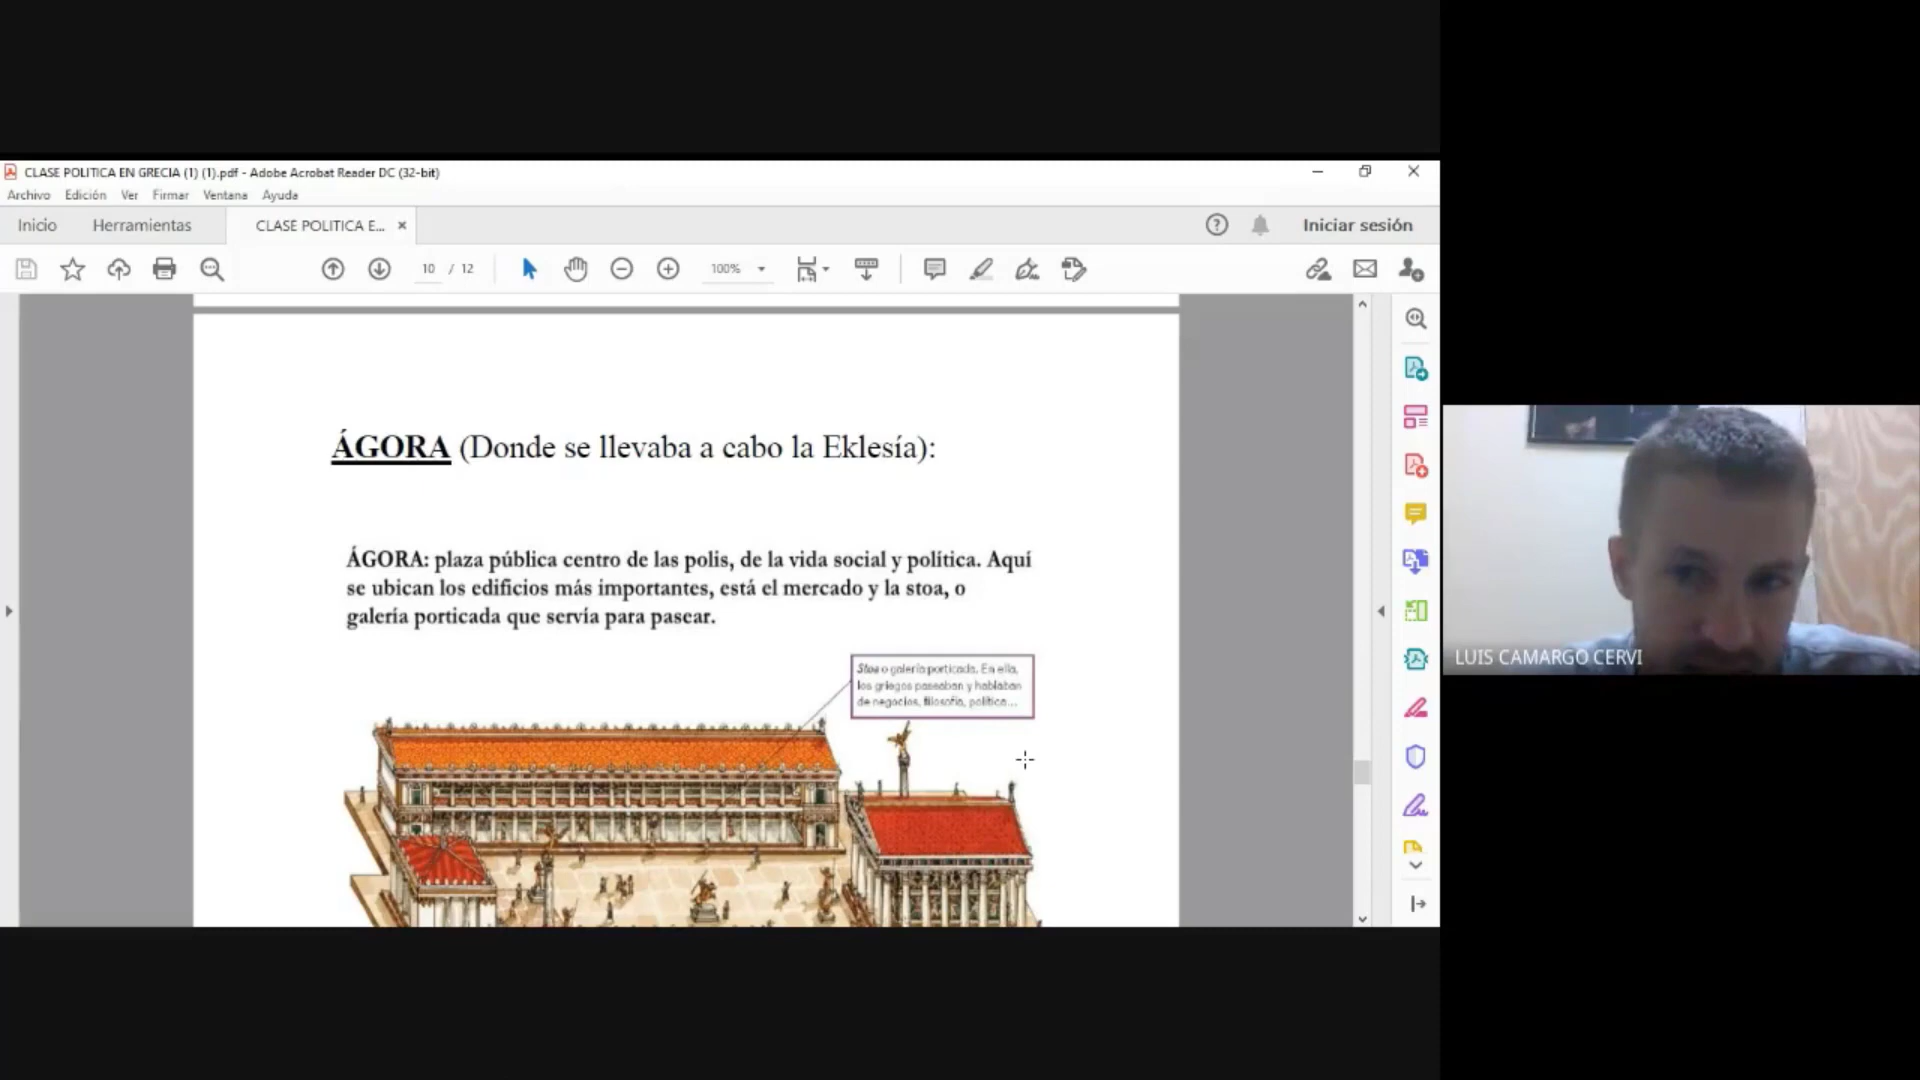 CLASE POLITICA EN GRECIA (1) (1).pdf - Adobe Acrobat Reader DC (32-bit)
Archivo Edición Ver Firmar Ventana Ayuda
Inicio Herramientas CLASE POLITICA E... Iniciar sesión
10 / 12 100%
ÁGORA (Donde se llevaba a cabo la Eklesía):
ÁGORA: plaza pública centro de las polis, de la vida social y política. Aquí
se ubican los edificios más importantes, está el mercado y la stoa, o
galería porticada que servía para pasear.
Stoa o galería porticada. En ella,
los griegos paseaban y hablaban
de negocios, filosofía, política...
LUIS CAMARGO CERVI